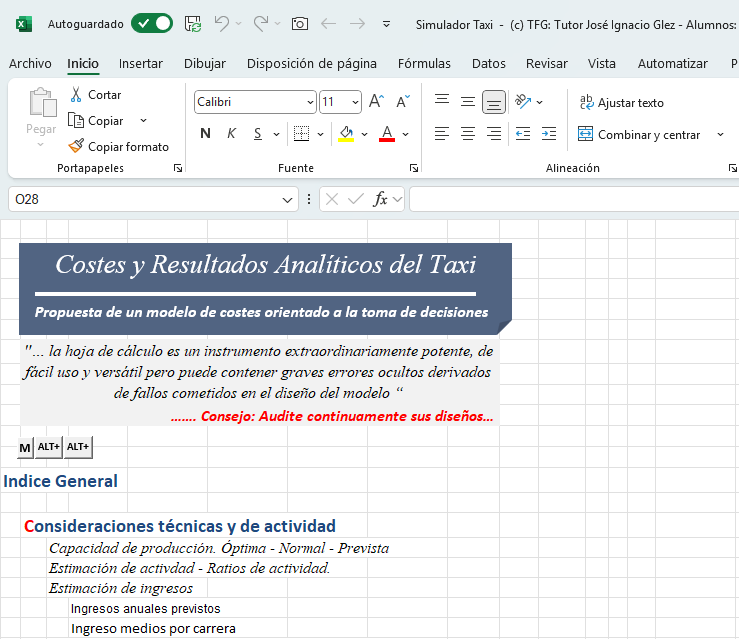 Autoguardado
Simulador Taxi - (c) TFG: Tutor José Ignacio Glez - Alumnos:
Archivo Inicio Insertar Dibujar Disposición de página Fórmulas Datos Revisar Vista Automatizar P
Pegar
Cortar
Copiar
Copiar formato
Portapapeles
Calibri 11 A A
N K S A
Fuente
ab Ajustar texto
Combinar y centrar
Alineación
O28 fx
Costes y Resultados Analíticos del Taxi
Propuesta de un modelo de costes orientado a la toma de decisiones
"... la hoja de cálculo es un instrumento extraordinariamente potente, de
fácil uso y versátil pero puede contener graves errores ocultos derivados
de fallos cometidos en el diseño del modelo “
....... Consejo: Audite continuamente sus diseños...
M ALT+ ALT+
Indice General
Consideraciones técnicas y de actividad
Capacidad de producción. Óptima - Normal - Prevista
Estimación de activdad - Ratios de actividad.
Estimación de ingresos
Ingresos anuales previstos
Ingreso medios por carrera